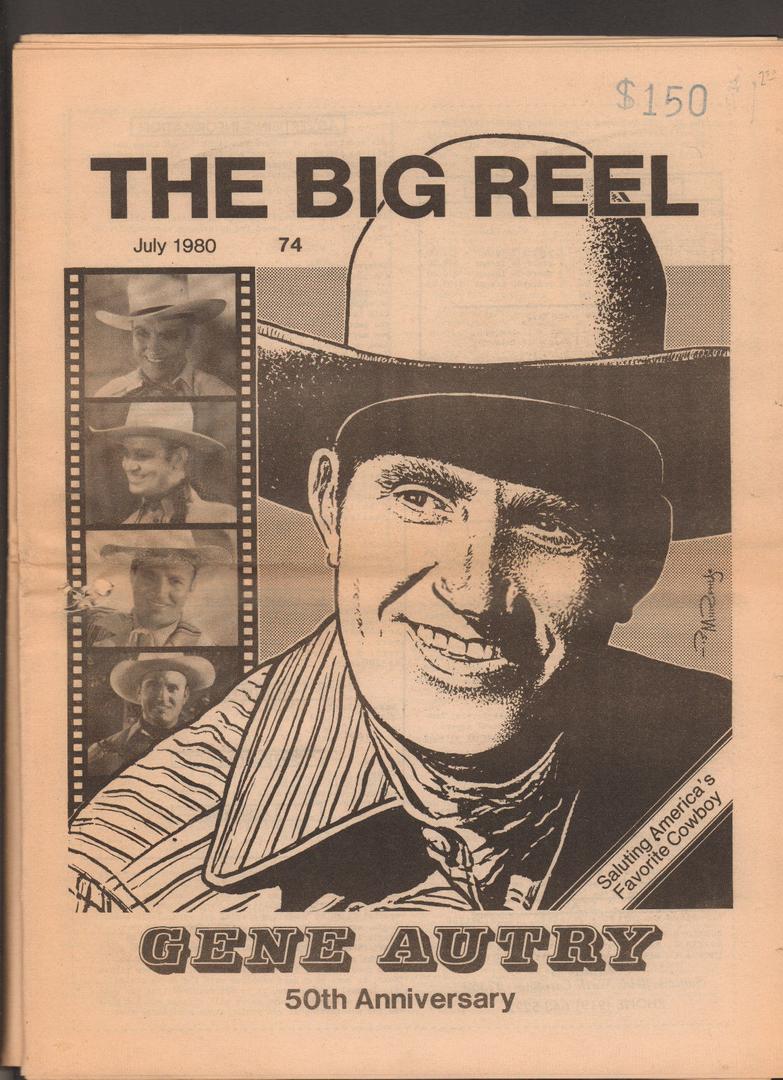 $150
THE BIG REEL
July 1980 74
Saluting America's
Favorite Cowboy
GENE AUTRY
50th Anniversary